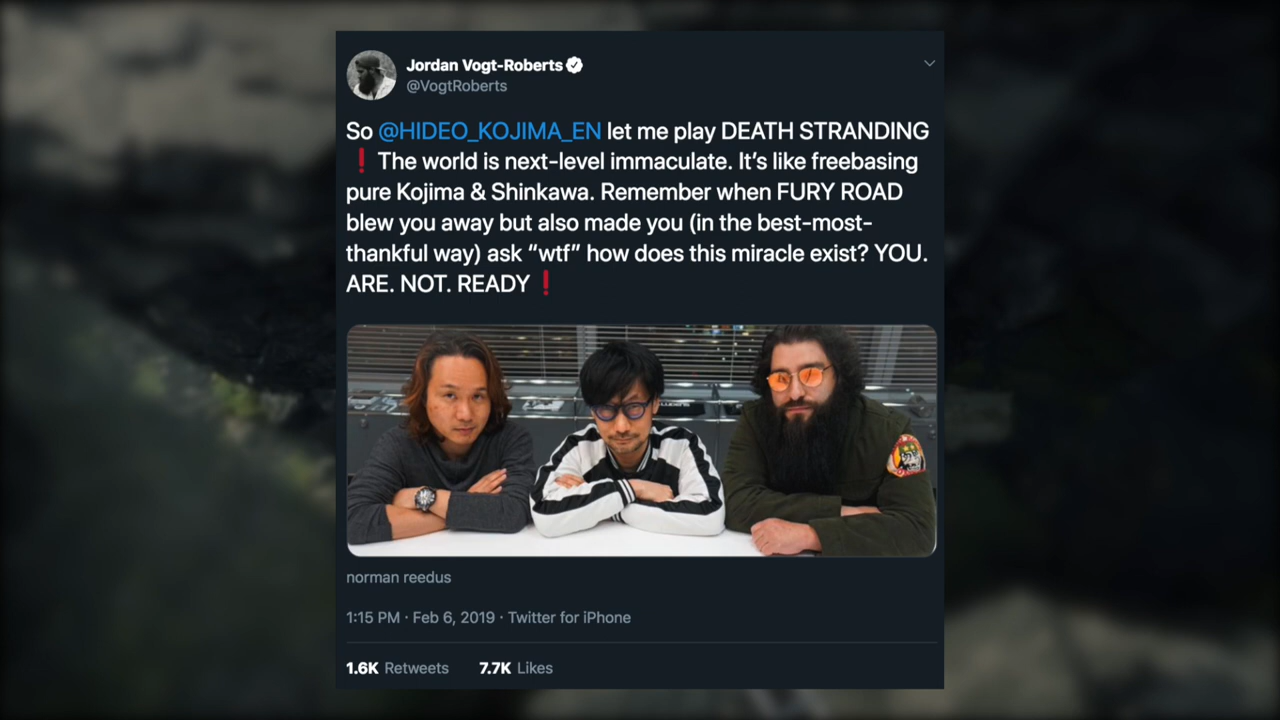 Jordan Vogt-Roberts
@VogtRoberts
So @HIDEO_KOJIMA_EN let me play DEATH STRANDING
❗ The world is next-level immaculate. It’s like freebasing
pure Kojima & Shinkawa. Remember when FURY ROAD
blew you away but also made you (in the best-most-
thankful way) ask “wtf” how does this miracle exist? YOU.
ARE. NOT. READY ❗
norman reedus
1:15 PM · Feb 6, 2019 · Twitter for iPhone
1.6K Retweets 7.7K Likes